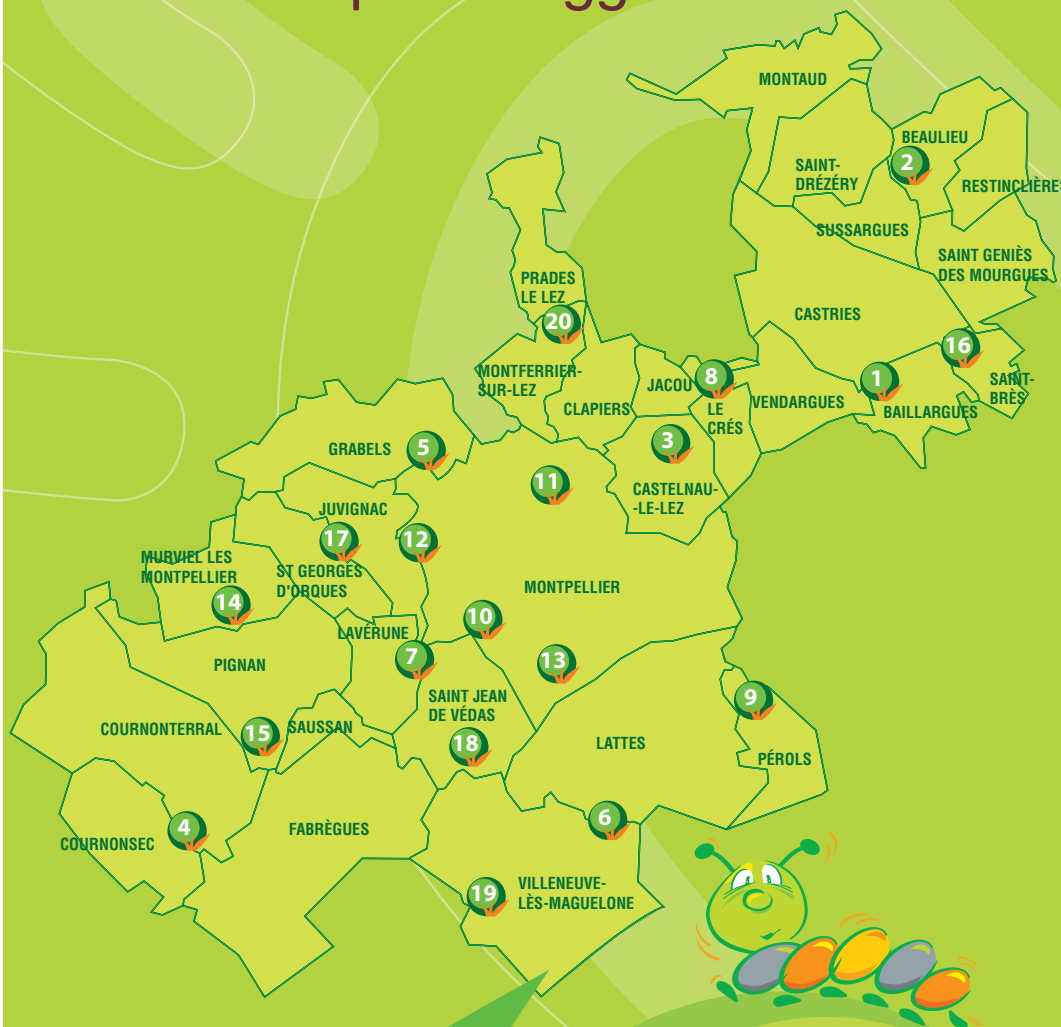 MONTAUD
BEAULIEU
2
SAINT-
DRÉZÉRY
RESTINCLIÈRES
SUSSARGUES
SAINT GENIÈS
DES MOURGUES
PRADES
LE LEZ
20
CASTRIES
16
MONTFERRIER-
SUR-LEZ
JACOU
8
1
SAINT-
BRÈS
CLAPIERS
LE
CRÉS
VENDARGUES
BAILLARGUES
GRABELS
5
3
11
CASTELNAU-
-LE-LEZ
JUVIGNAC
17
12
MURVIEL LES
MONTPELLIER
ST GEORGES
D'ORQUES
14
MONTPELLIER
10
LAVÉRUNE
7
13
PIGNAN
SAINT JEAN
DE VÉDAS
9
COURNONTERRAL
15
SAUSSAN
18
LATTES
PÉROLS
4
COURNONSEC
FABRÈGUES
6
19
VILLENEUVE-
LÈS-MAGUELONE